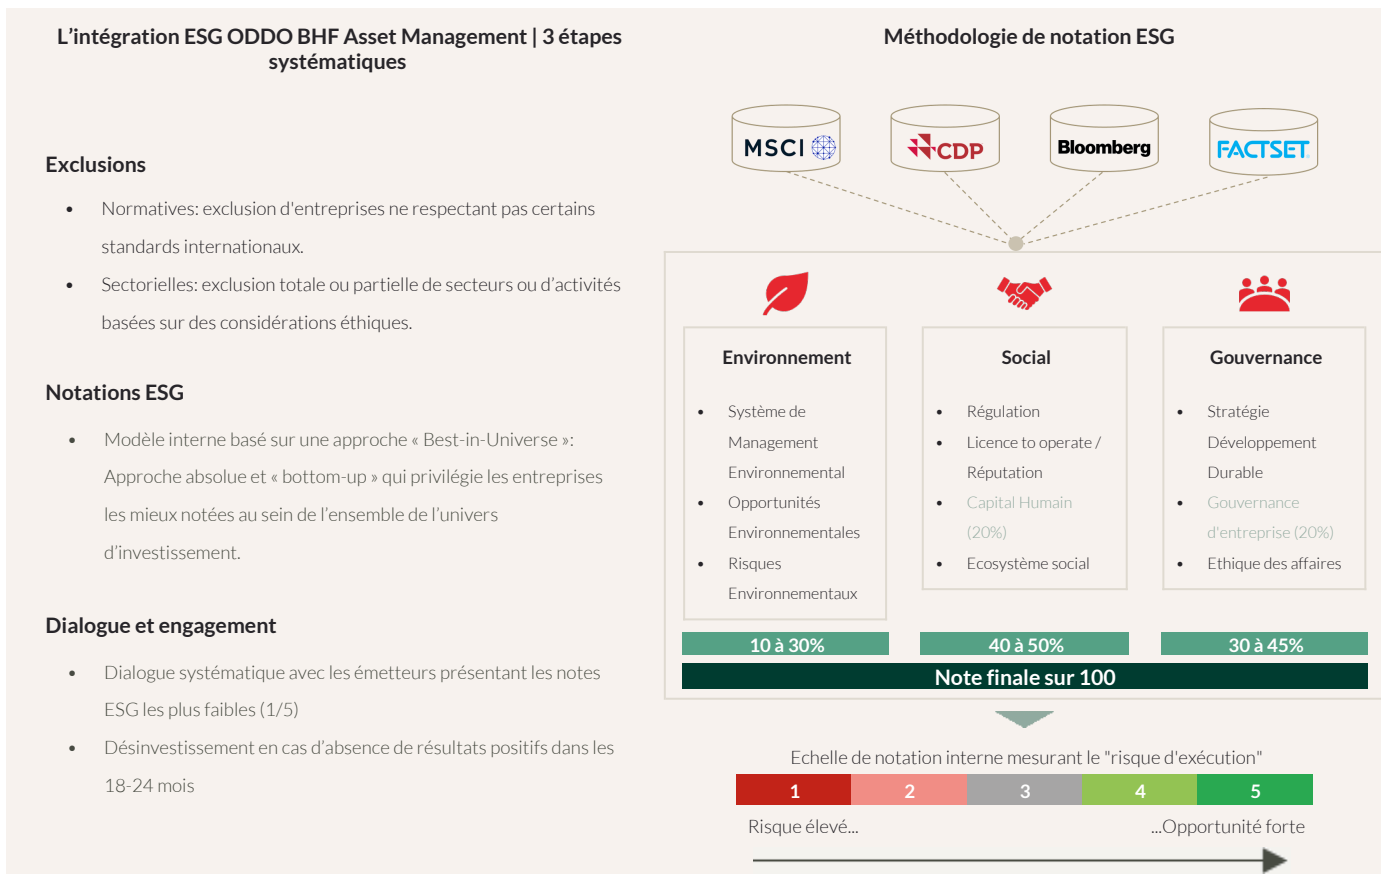 L’intégration ESG ODDO BHF Asset Management | 3 étapes
systématiques
Exclusions
• Normatives: exclusion d'entreprises ne respectant pas certains
standards internationaux.
• Sectorielles: exclusion totale ou partielle de secteurs ou d’activités
basées sur des considérations éthiques.
Notations ESG
• Modèle interne basé sur une approche « Best-in-Universe »:
Approche absolue et « bottom-up » qui privilégie les entreprises
les mieux notées au sein de l’ensemble de l’univers
d’investissement.
Dialogue et engagement
• Dialogue systématique avec les émetteurs présentant les notes
ESG les plus faibles (1/5)
• Désinvestissement en cas d’absence de résultats positifs dans les
18-24 mois
Méthodologie de notation ESG
MSCI
CDP
Bloomberg
FACTSET
Environnement
• Système de
Management
Environnemental
• Opportunités
Environnementales
• Risques
Environnementaux
10 à 30%
Social
• Régulation
• Licence to operate /
Réputation
• Capital Humain
(20%)
• Ecosystème social
40 à 50%
Gouvernance
• Stratégie
Développement
Durable
• Gouvernance
d'entreprise (20%)
• Ethique des affaires
30 à 45%
Note finale sur 100
Echelle de notation interne mesurant le "risque d'exécution"
1 2 3 4 5
Risque élevé... ...Opportunité forte